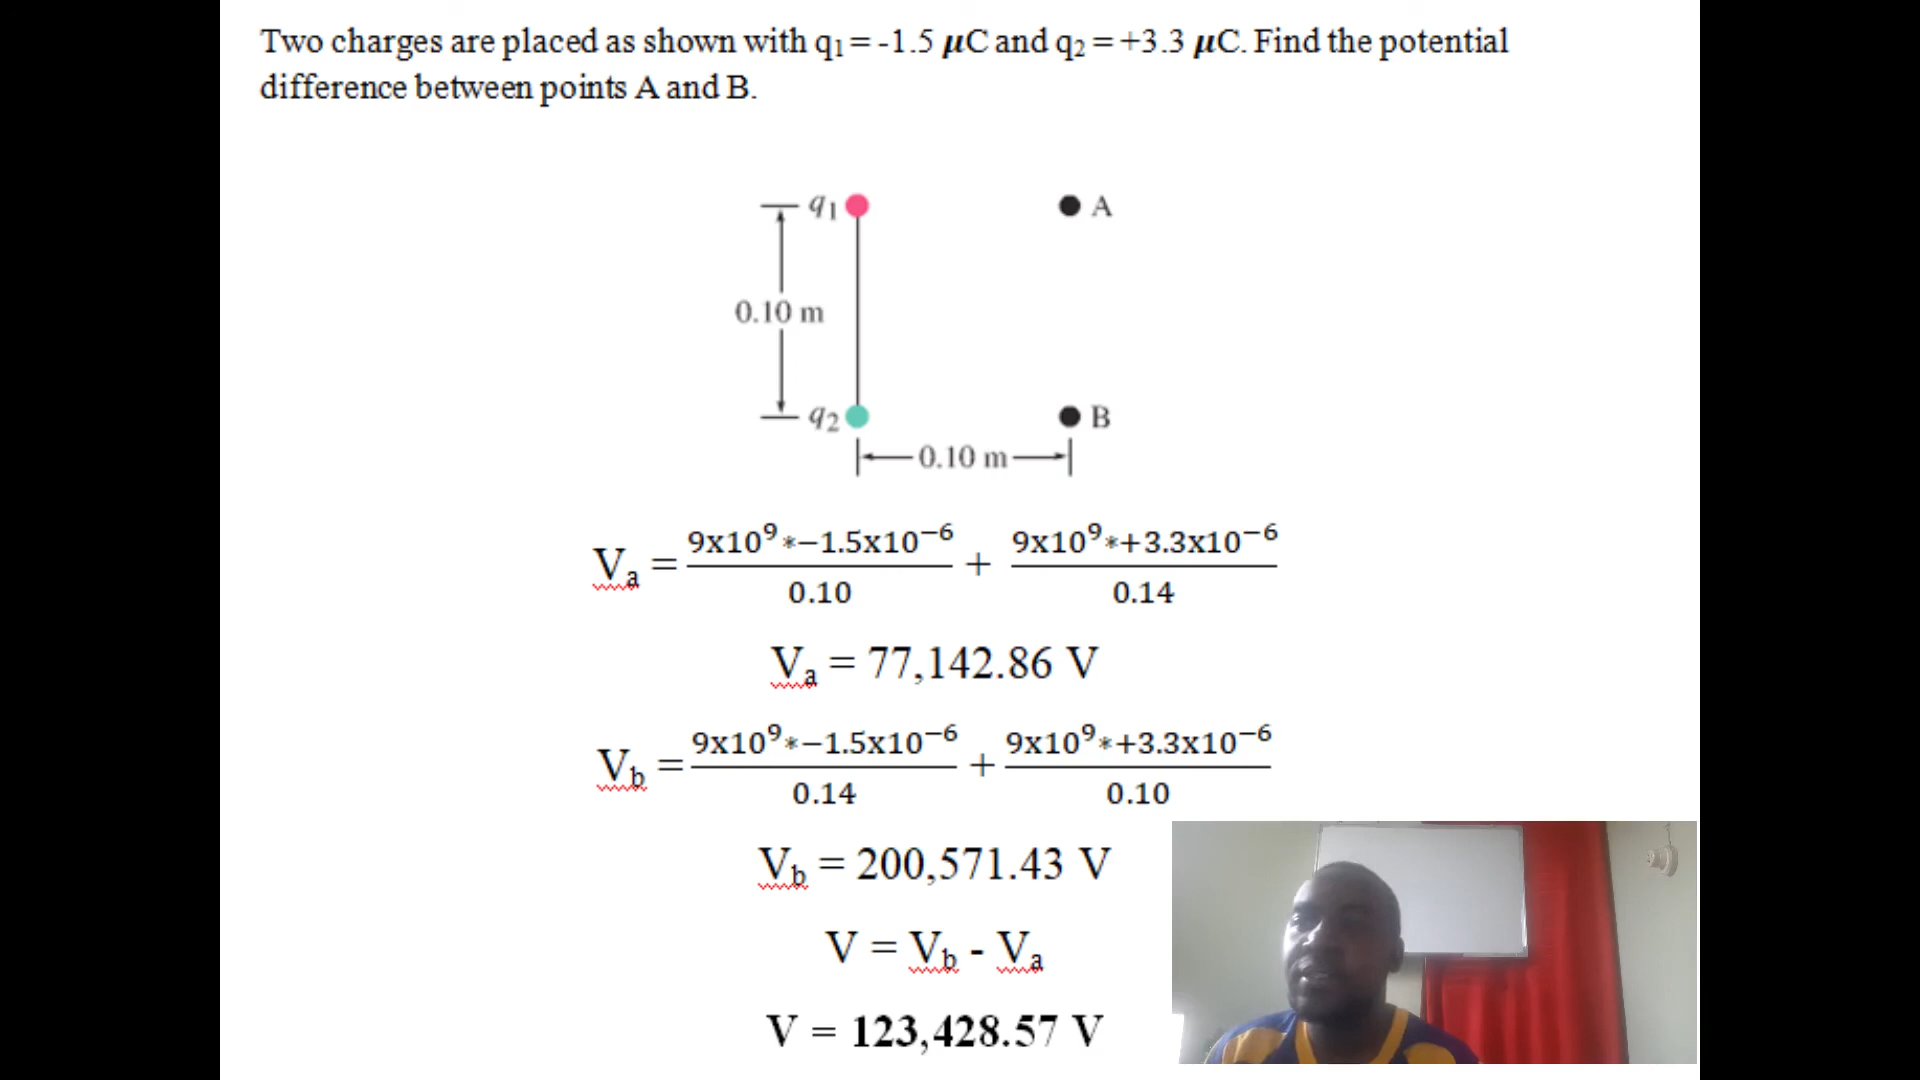 Two charges are placed as shown with q₁ = -1.5 μC and q₂ = +3.3 μC. Find the potential
difference between points A and B.
q₁ A
0.10 m
q₂ B
0.10 m
Vₐ = 9x10⁹*−1.5x10⁻⁶/0.10 + 9x10⁹*+3.3x10⁻⁶/0.14
Vₐ = 77,142.86 V
V_b = 9x10⁹*−1.5x10⁻⁶/0.14 + 9x10⁹*+3.3x10⁻⁶/0.10
V_b = 200,571.43 V
V = V_b - Vₐ
V = 123,428.57 V